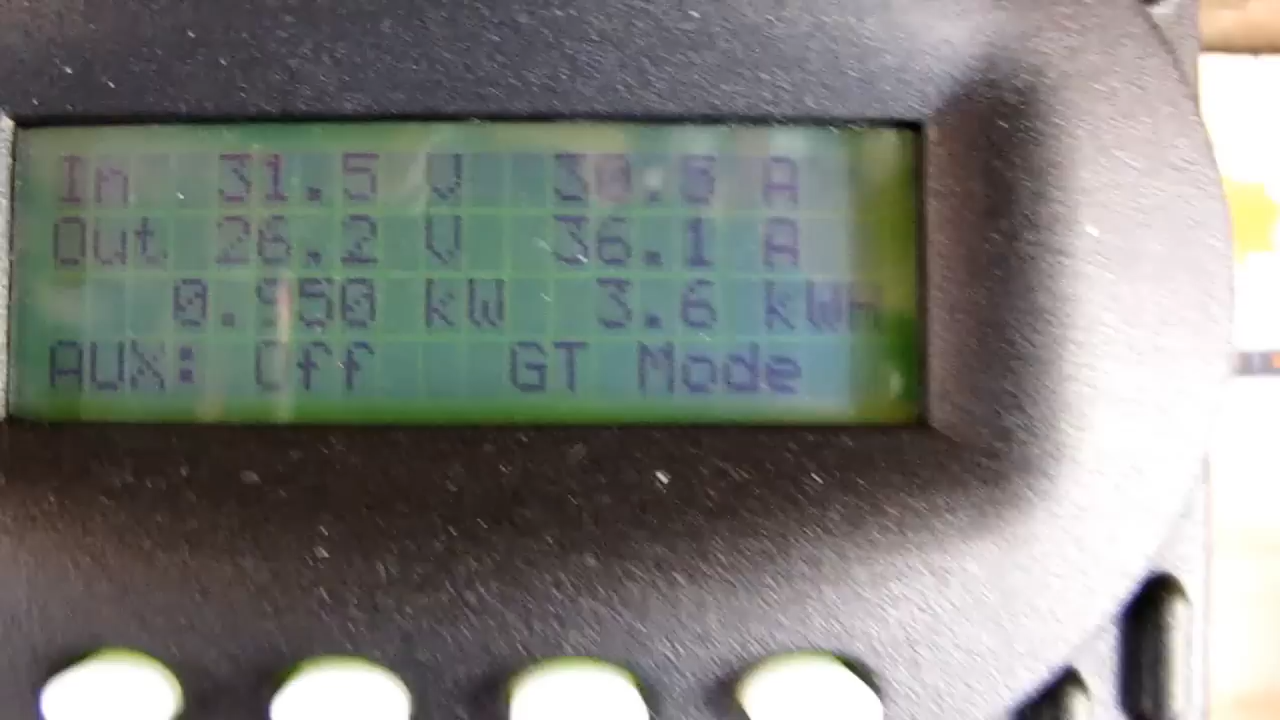 In 31.5 V 30.5 A
Out 26.2 V 36.1 A
0.950 kW 3.6 kWh
AUX: Off GT Mode